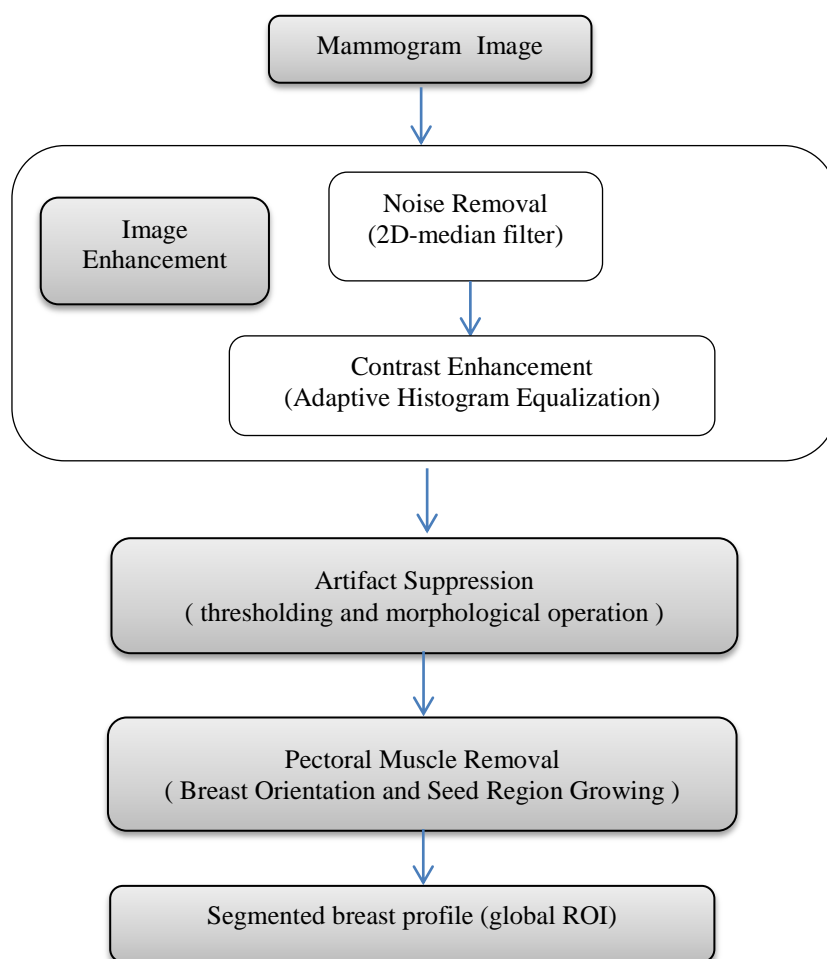 Mammogram Image
Image
Enhancement
Noise Removal
(2D-median filter)
Contrast Enhancement
(Adaptive Histogram Equalization)
Artifact Suppression
( thresholding and morphological operation )
Pectoral Muscle Removal
( Breast Orientation and Seed Region Growing )
Segmented breast profile (global ROI)